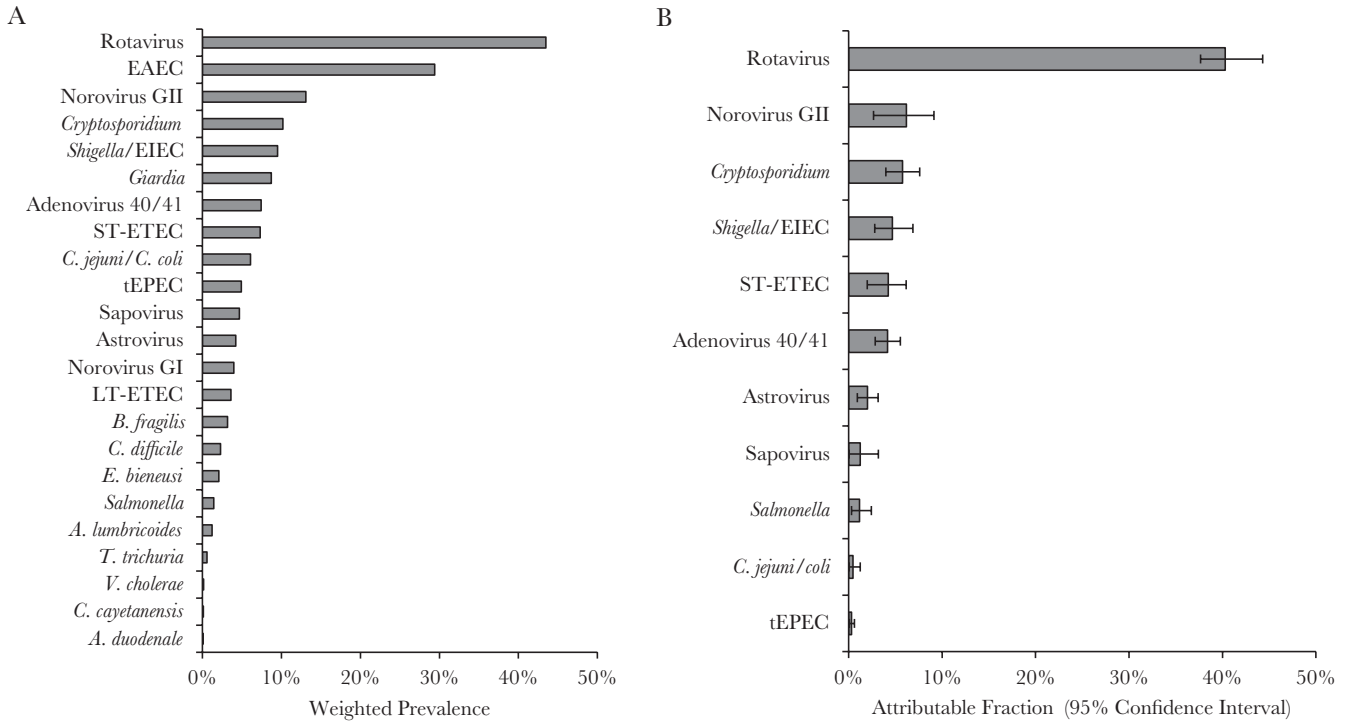 A
Rotavirus
EAEC
Norovirus GII
Cryptosporidium
Shigella/EIEC
Giardia
Adenovirus 40/41
ST-ETEC
C. jejuni/C. coli
tEPEC
Sapovirus
Astrovirus
Norovirus GI
LT-ETEC
B. fragilis
C. difficile
E. bieneusi
Salmonella
A. lumbricoides
T. trichuria
V. cholerae
C. cayetanensis
A. duodenale
0% 10% 20% 30% 40% 50%
Weighted Prevalence
B
Rotavirus
Norovirus GII
Cryptosporidium
Shigella/EIEC
ST-ETEC
Adenovirus 40/41
Astrovirus
Sapovirus
Salmonella
C. jejuni/coli
tEPEC
0% 10% 20% 30% 40% 50%
Attributable Fraction (95% Confidence Interval)